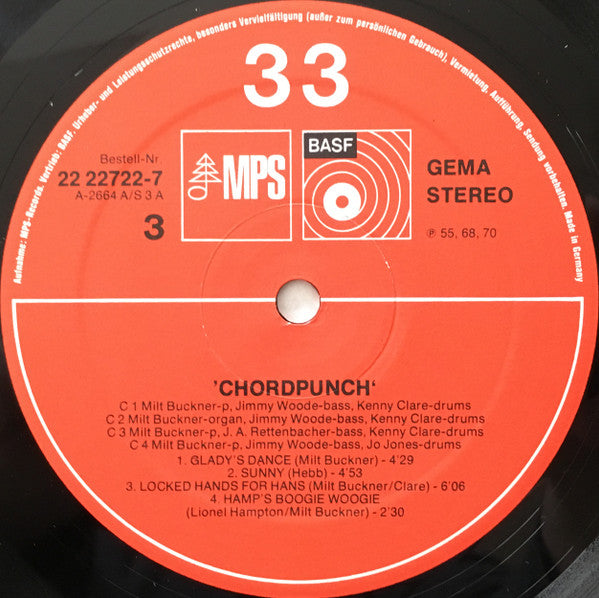 Aufnahme: MPS-Records, Vertrieb: BASF, Urheber- und Leistungsschutzrechte, besonders Vervielfältigung (außer zum persönlichen Gebrauch), Vermietung, Aufführung, Sendung vorbehalten. Made in Germany
33
Bestell-Nr.
22 22722-7
A-2664 A/S 3 A
3
MPS
BASF
GEMA
STEREO
℗ 55, 68, 70
'CHORDPUNCH'
C 1 Milt Buckner-p, Jimmy Woode-bass, Kenny Clare-drums
C 2 Milt Buckner-organ, Jimmy Woode-bass, Kenny Clare-drums
C 3 Milt Buckner-p, J. A. Rettenbacher-bass, Kenny Clare-drums
C 4 Milt Buckner-p, Jimmy Woode-bass, Jo Jones-drums
1. GLADY'S DANCE (Milt Buckner) - 4'29
2. SUNNY (Hebb) - 4'53
3. LOCKED HANDS FOR HANS (Milt Buckner/Clare) - 6'06
4. HAMP'S BOOGIE WOOGIE
(Lionel Hampton/Milt Buckner) - 2'30